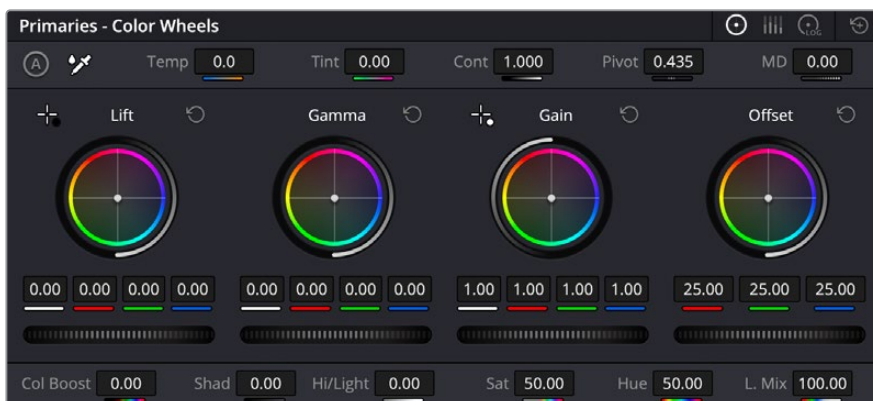 Primaries - Color Wheels
LOG
A Temp 0.0 Tint 0.00 Cont 1.000 Pivot 0.435 MD 0.00
Lift Gamma Gain Offset
0.00 0.00 0.00 0.00 0.00 0.00 0.00 0.00 1.00 1.00 1.00 1.00 25.00 25.00 25.00
Col Boost 0.00 Shad 0.00 Hi/Light 0.00 Sat 50.00 Hue 50.00 L. Mix 100.00